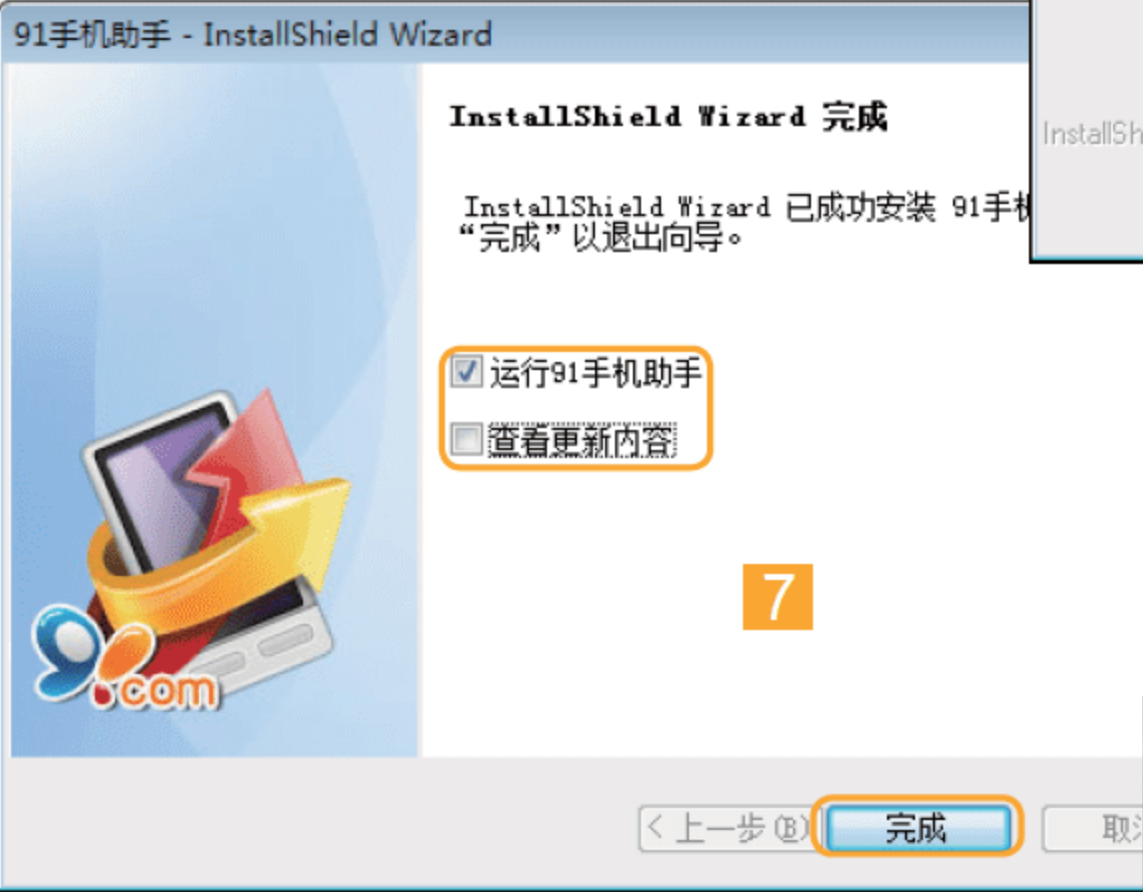 91手机助手 - InstallShield Wizard
InstallShield Wizard 完成
InstallShield Wizard 已成功安装 91手
“完成”以退出向导。
运行91手机助手
查看更新内容
7
91.com
< 上一步(B)
完成
取
InstallSh